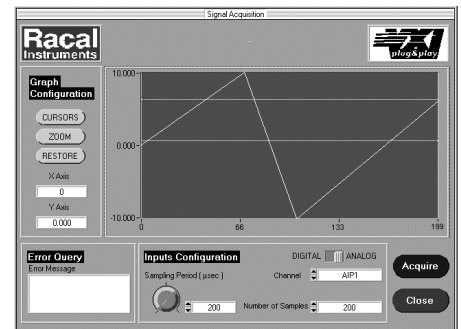 Signal Acquisition
Racal
Instruments
VXI
plug&play
Graph
Configuration
CURSORS
ZOOM
RESTORE
X Axis
0
Y Axis
0.000
10.000
0.000
-10.000
0
66
133
199
Error Query
Error Message
Inputs Configuration
DIGITAL
ANALOG
Sampling Period ( µsec )
200
Channel
AIP1
Number of Samples
200
Acquire
Close